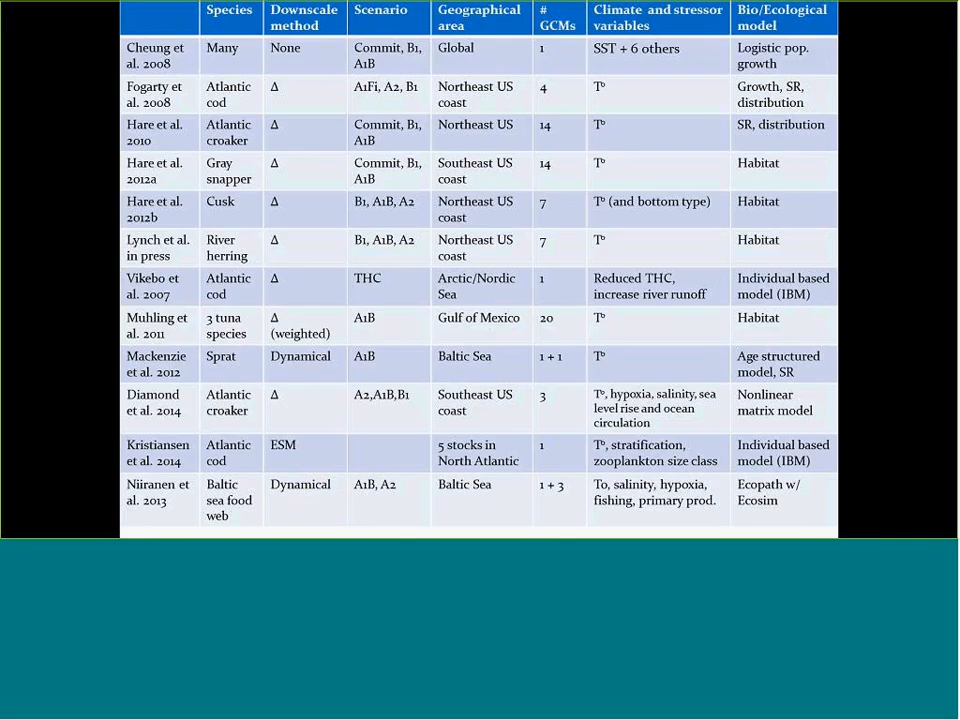 Species Downscale method Scenario Geographical area # GCMs Climate and stressor variables Bio/Ecological model
Cheung et al. 2008 Many None Commit, B1, A1B Global 1 SST + 6 others Logistic pop. growth
Fogarty et al. 2008 Atlantic cod Δ A1Fi, A2, B1 Northeast US coast 4 Tº Growth, SR, distribution
Hare et al. 2010 Atlantic croaker Δ Commit, B1, A1B Northeast US 14 Tº SR, distribution
Hare et al. 2012a Gray snapper Δ Commit, B1, A1B Southeast US coast 14 Tº Habitat
Hare et al. 2012b Cusk Δ B1, A1B, A2 Northeast US coast 7 Tº (and bottom type) Habitat
Lynch et al. in press River herring Δ B1, A1B, A2 Northeast US coast 7 Tº Habitat
Vikebo et al. 2007 Atlantic cod Δ THC Arctic/Nordic Sea 1 Reduced THC, increase river runoff Individual based model (IBM)
Muhling et al. 2011 3 tuna species Δ (weighted) A1B Gulf of Mexico 20 Tº Habitat
Mackenzie et al. 2012 Sprat Dynamical A1B Baltic Sea 1 + 1 Tº Age structured model, SR
Diamond et al. 2014 Atlantic croaker Δ A2,A1B,B1 Southeast US coast 3 Tº, hypoxia, salinity, sea level rise and ocean circulation Nonlinear matrix model
Kristiansen et al. 2014 Atlantic cod ESM 5 stocks in North Atlantic 1 Tº, stratification, zooplankton size class Individual based model (IBM)
Niiranen et al. 2013 Baltic sea food web Dynamical A1B, A2 Baltic Sea 1 + 3 To, salinity, hypoxia, fishing, primary prod. Ecopath w/ Ecosim